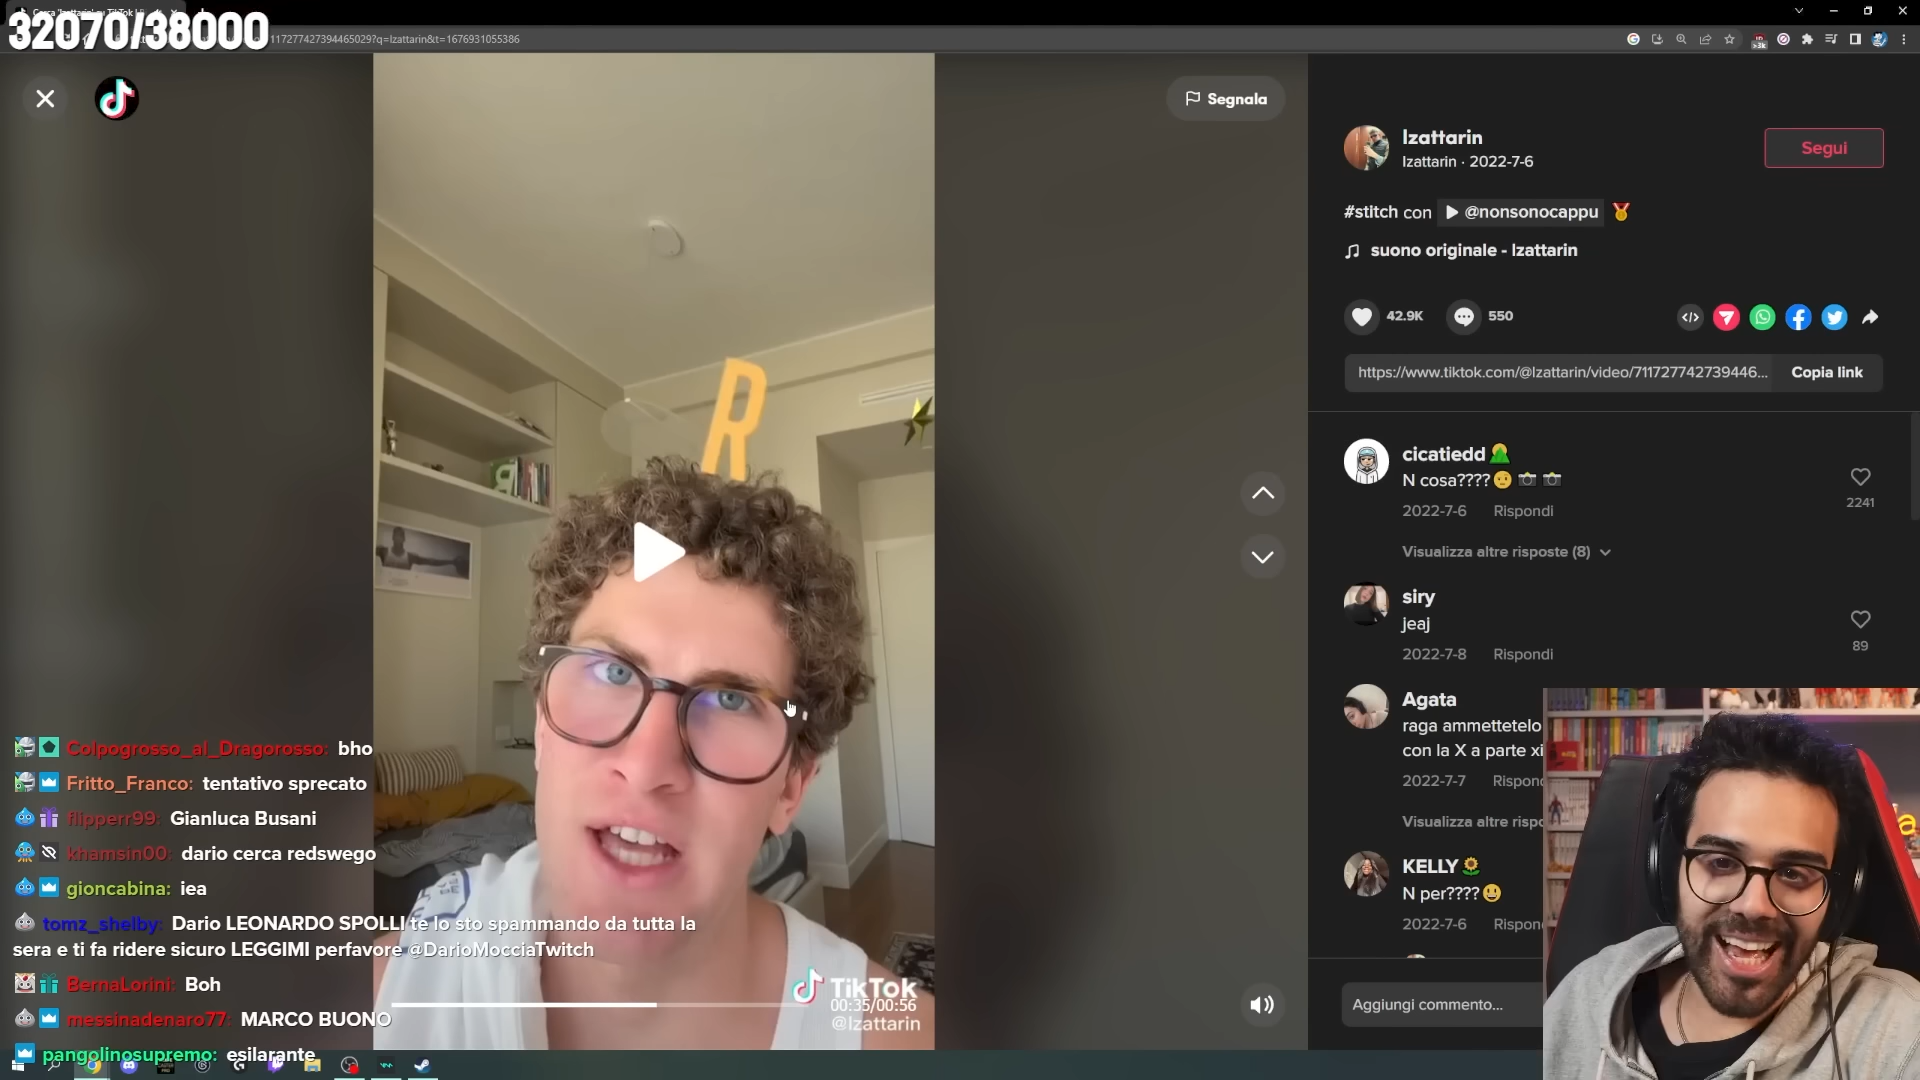 32070/38000
117277427394465029?q=lzattarin&t=1676931055386
Segnala
lzattarin
lzattarin · 2022-7-6
Segui
#stitch con @nonsonocappu
suono originale - lzattarin
42.9K
550
https://www.tiktok.com/@lzattarin/video/711727742739446...
Copia link
R
cicatiedd
N cosa????
2022-7-6 Rispondi
2241
Visualizza altre risposte (8)
siry
jeaj
2022-7-8 Rispondi
89
Agata
raga ammettetelo
con la X a parte xi
2022-7-7
KELLY
N per????
2022-7-6
Aggiungi commento...
Colpogrosso_al_Dragorosso: bho
Fritto_Franco: tentativo sprecato
flipperr99: Gianluca Busani
khamsin00: dario cerca redswego
gioncabina: iea
tomz_shelby: Dario LEONARDO SPOLLI te lo sto spammando da tutta la
sera e ti fa ridere sicuro LEGGIMI perfavore @DarioMocciaTwitch
BernaLorini: Boh
messinadenaro77: MARCO BUONO
pangolinosupremo: esilarante
TikTok
00:35/00:56
@lzattarin